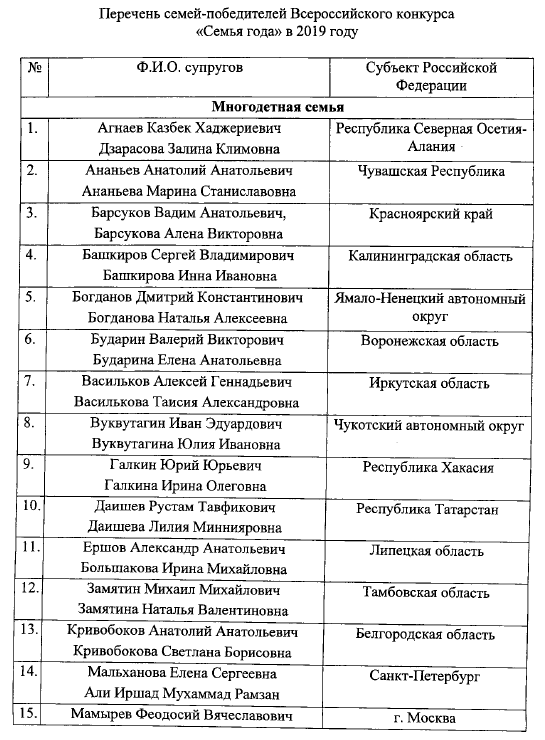 Перечень семей-победителей Всероссийского конкурса
«Семья года» в 2019 году
№ Ф.И.О. супругов Субъект Российской
Федерации
Многодетная семья
1. Агнаев Казбек Хаджериевич Республика Северная Осетия-
Дзарасова Залина Климовна Алания
2. Ананьев Анатолий Анатольевич Чувашская Республика
Ананьева Марина Станиславовна
3. Барсуков Вадим Анатольевич, Красноярский край
Барсукова Алена Викторовна
4. Башкиров Сергей Владимирович Калининградская область
Башкирова Инна Ивановна
5. Богданов Дмитрий Константинович Ямало-Ненецкий автономный
Богданова Наталья Алексеевна округ
6. Бударин Валерий Викторович Воронежская область
Бударина Елена Анатольевна
7. Васильков Алексей Геннадьевич Иркутская область
Василькова Таисия Александровна
8. Вуквутагин Иван Эдуардович Чукотский автономный округ
Вуквутагина Юлия Ивановна
9. Галкин Юрий Юрьевич Республика Хакасия
Галкина Ирина Олеговна
10. Даишев Рустам Тавфикович Республика Татарстан
Даишева Лилия Миннияровна
11. Ершов Александр Анатольевич Липецкая область
Большакова Ирина Михайловна
12. Замятин Михаил Михайлович Тамбовская область
Замятина Наталья Валентиновна
13. Кривобоков Анатолий Анатольевич Белгородская область
Кривобокова Светлана Борисовна
14. Мальханова Елена Сергеевна Санкт-Петербург
Али Иршад Мухаммад Рамзан
15. Мамырев Феодосий Вячеславович г. Москва